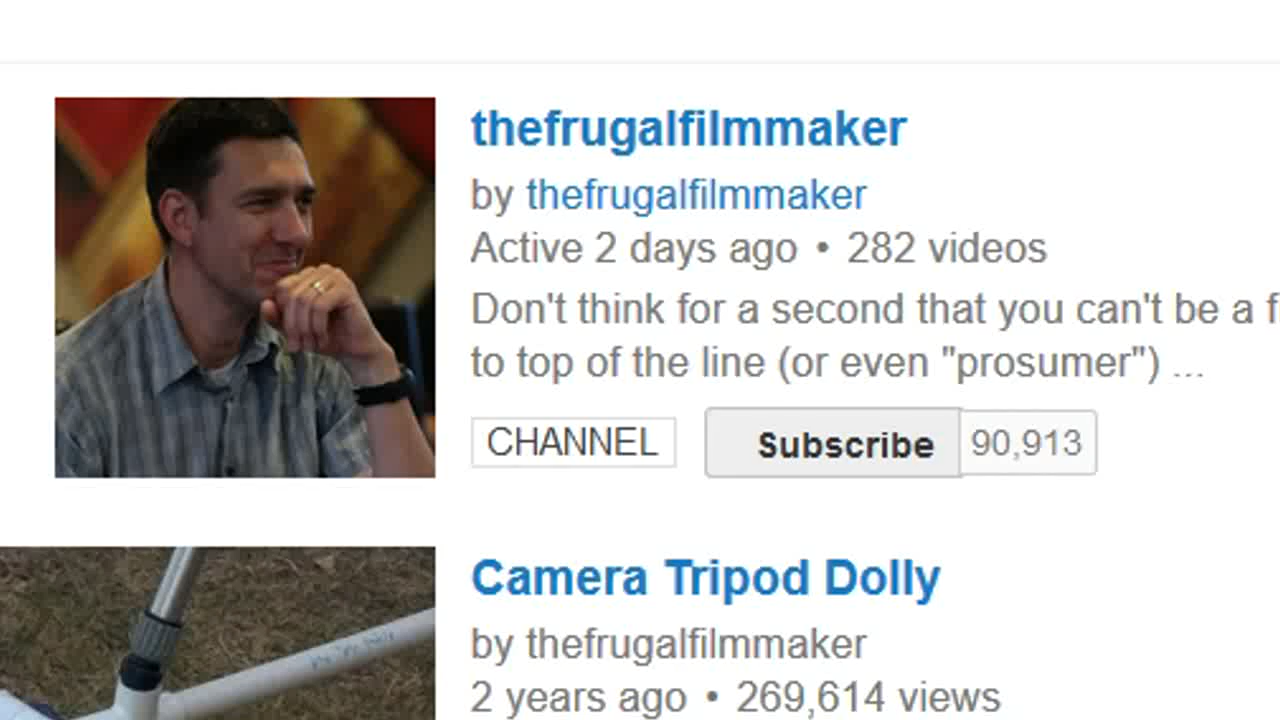 thefrugalfilmmaker
by thefrugalfilmmaker
Active 2 days ago • 282 videos
Don't think for a second that you can't be a f
to top of the line (or even "prosumer") ...
CHANNEL
Subscribe 90,913
Camera Tripod Dolly
by thefrugalfilmmaker
2 years ago • 269,614 views